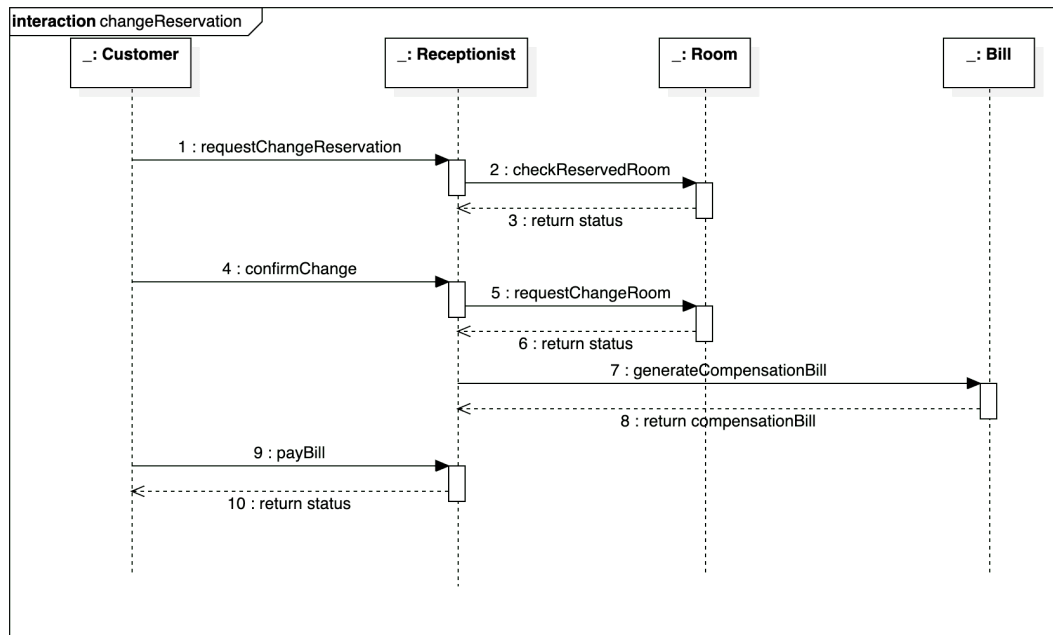 interaction changeReservation
_: Customer
_: Receptionist
_: Room
_: Bill
1 : requestChangeReservation
2 : checkReservedRoom
3 : return status
4 : confirmChange
5 : requestChangeRoom
6 : return status
7 : generateCompensationBill
8 : return compensationBill
9 : payBill
10 : return status